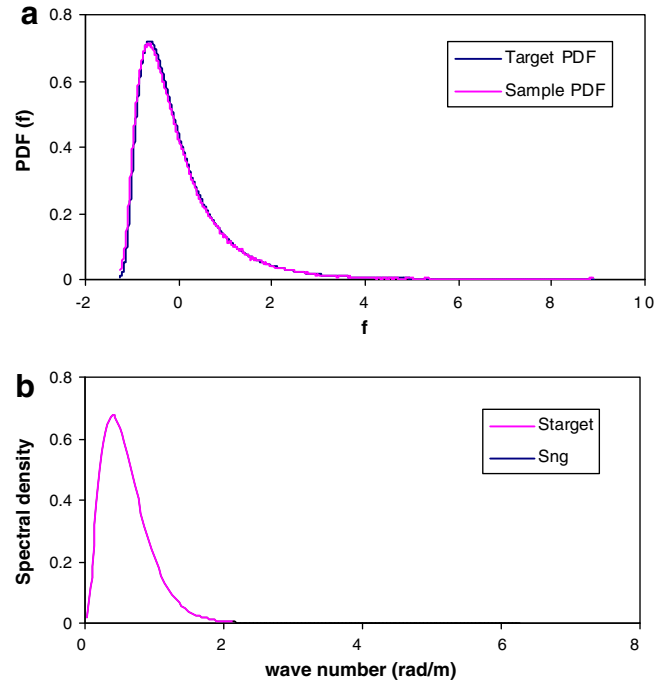 a
0.8
0.6
0.4
0.2
0
PDF (f)
Target PDF
Sample PDF
-2 0 2 4 6 8 10
f
b
0.8
0.6
0.4
0.2
0
Spectral density
Starget
Sng
0 2 4 6 8
wave number (rad/m)